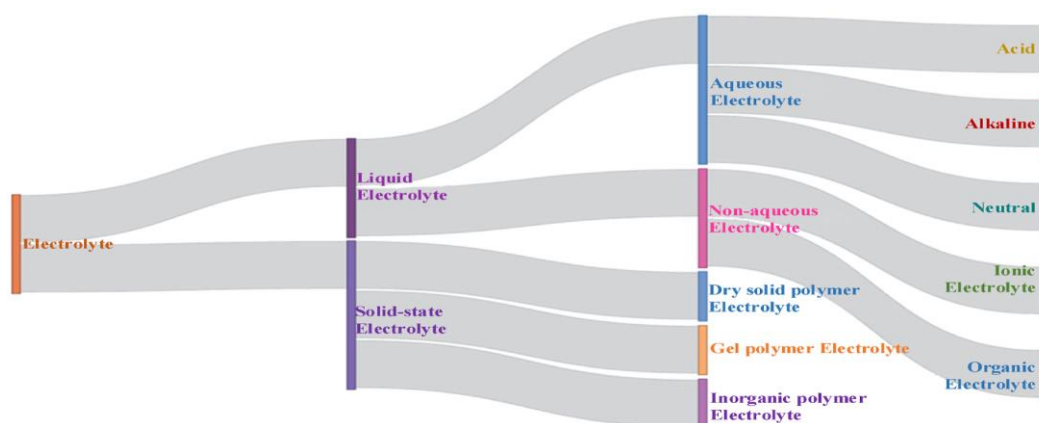 Electrolyte
Liquid
Electrolyte
Solid-state
Electrolyte
Aqueous
Electrolyte
Non-aqueous
Electrolyte
Dry solid polymer
Electrolyte
Gel polymer Electrolyte
Inorganic polymer
Electrolyte
Acid
Alkaline
Neutral
Ionic
Electrolyte
Organic
Electrolyte